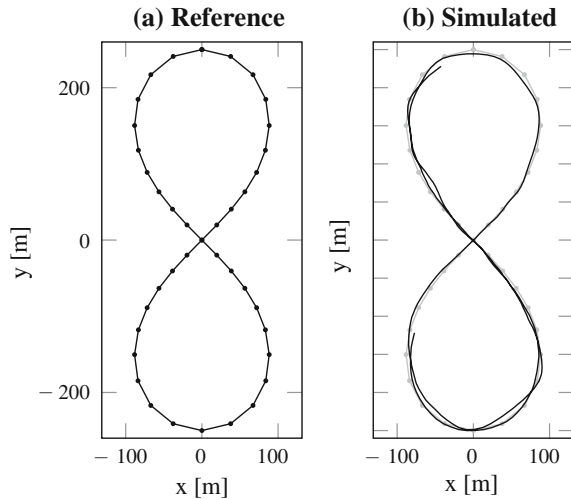 (a) Reference
(b) Simulated
200
0
− 200
y [m]
y [m]
− 100
0
100
− 100
0
100
x [m]
x [m]